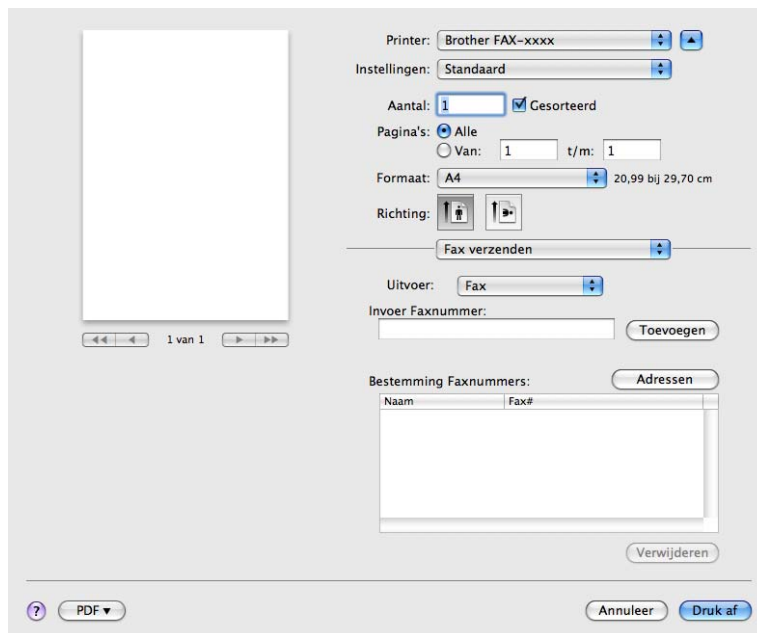 Printer: Brother FAX-xxxx
Instellingen: Standaard
Aantal: 1 Gesorteerd
Pagina's: Alle
Van: 1 t/m: 1
Formaat: A4 20,99 bij 29,70 cm
Richting:
Fax verzenden
Uitvoer: Fax
Invoer Faxnummer:
Toevoegen
1 van 1
Bestemming Faxnummers: Adressen
Naam Fax#
Verwijderen
? PDF Annuleer Druk af